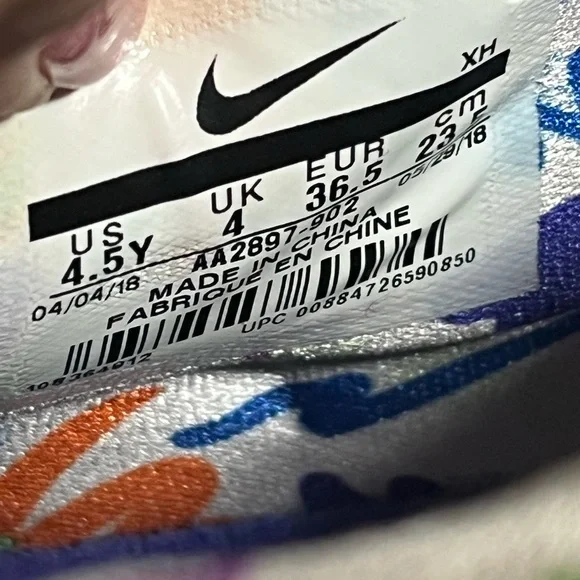 XH
US UK EUR cm
4.5Y 4 36.5 23.5
04/04/18 AA2897-902 05/29/18
MADE IN CHINA
FABRIQUÉ EN CHINE
UPC 00884726590850